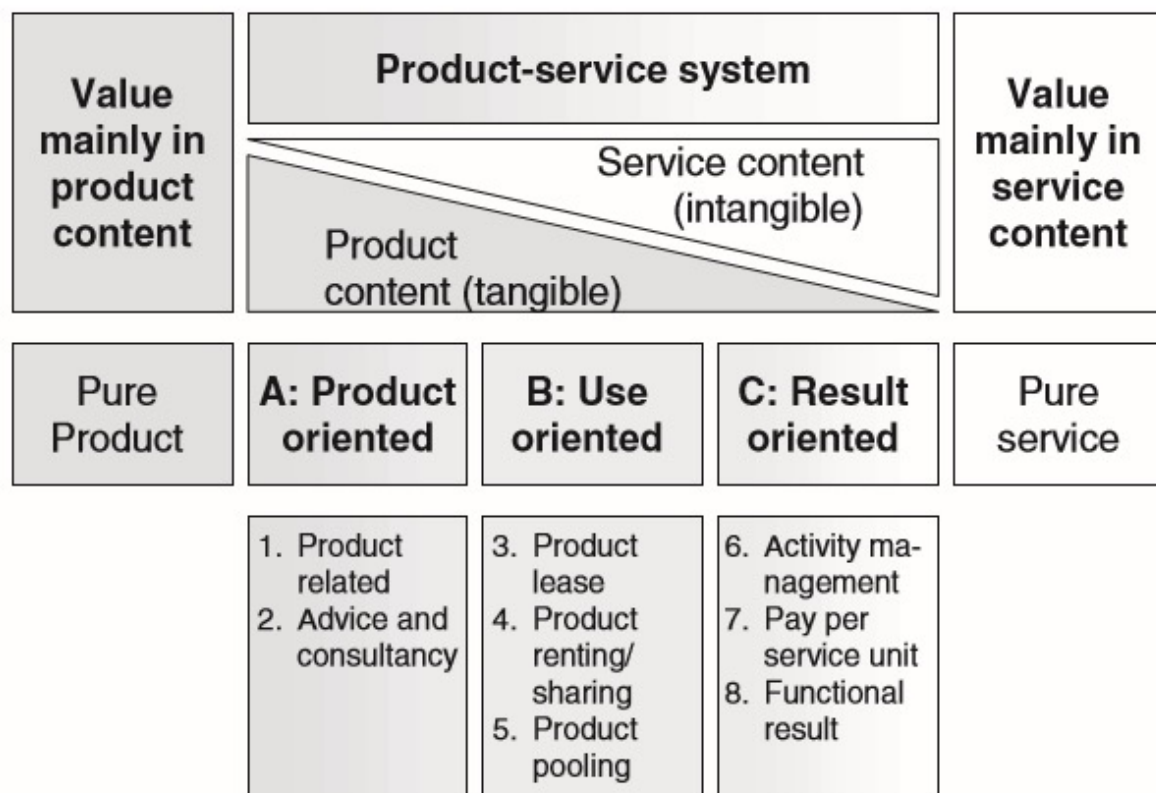 Value
mainly in
product
content
Product-service system
Service content
(intangible)
Product
content (tangible)
Value
mainly in
service
content
Pure
Product
A: Product
oriented
B: Use
oriented
C: Result
oriented
Pure
service
1. Product
related
2. Advice and
consultancy
3. Product
lease
4. Product
renting/
sharing
5. Product
pooling
6. Activity ma-
nagement
7. Pay per
service unit
8. Functional
result